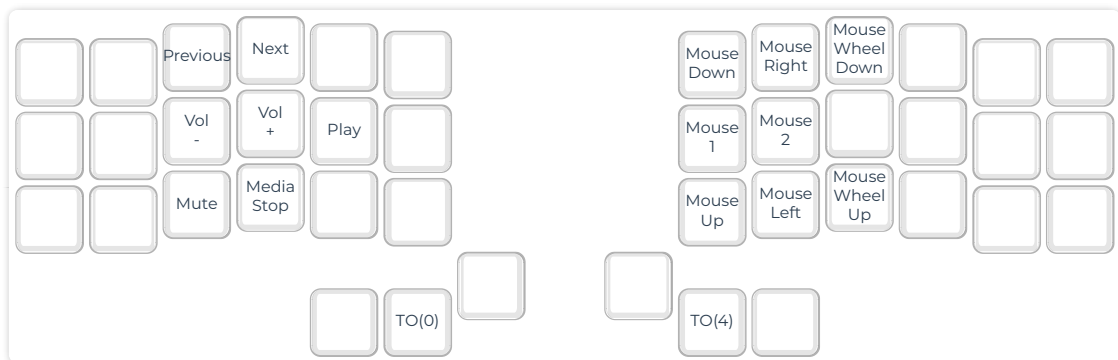 Previous
Next
Vol
-
Vol
+
Play
Mute
Media
Stop
TO(0)
Mouse
Down
Mouse
Right
Mouse
Wheel
Down
Mouse
1
Mouse
2
Mouse
Up
Mouse
Left
Mouse
Wheel
Up
TO(4)